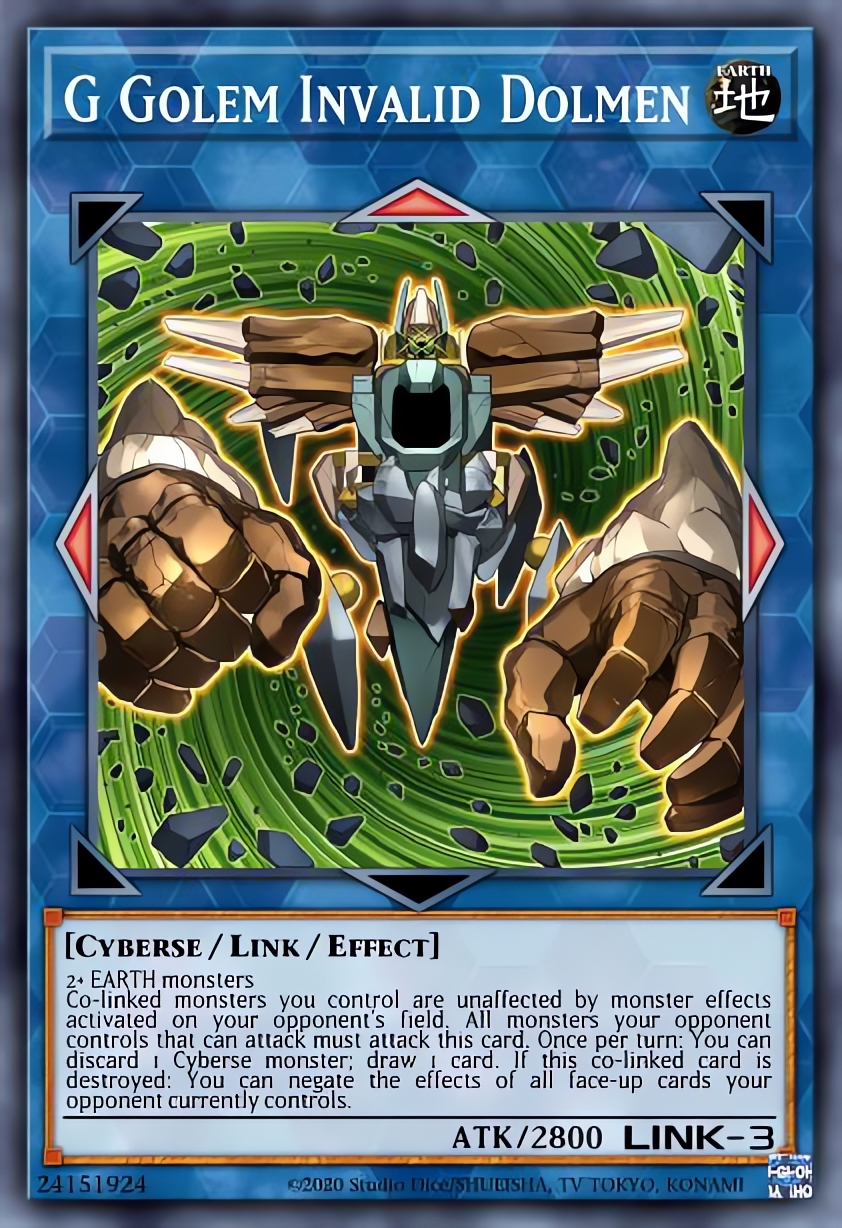 G GOLEM INVALID DOLMEN
EARTH
地
[CYBERSE / LINK / EFFECT]
2+ EARTH monsters
Co-linked monsters you control are unaffected by monster effects
activated on your opponent's field. All monsters your opponent
controls that can attack must attack this card. Once per turn: You can
discard 1 Cyberse monster; draw 1 card. If this co-linked card is
destroyed: You can negate the effects of all face-up cards your
opponent currently controls.
ATK/2800 LINK-3
24151924 ©2020 Studio Dice/SHUEISHA, TV TOKYO, KONAMI